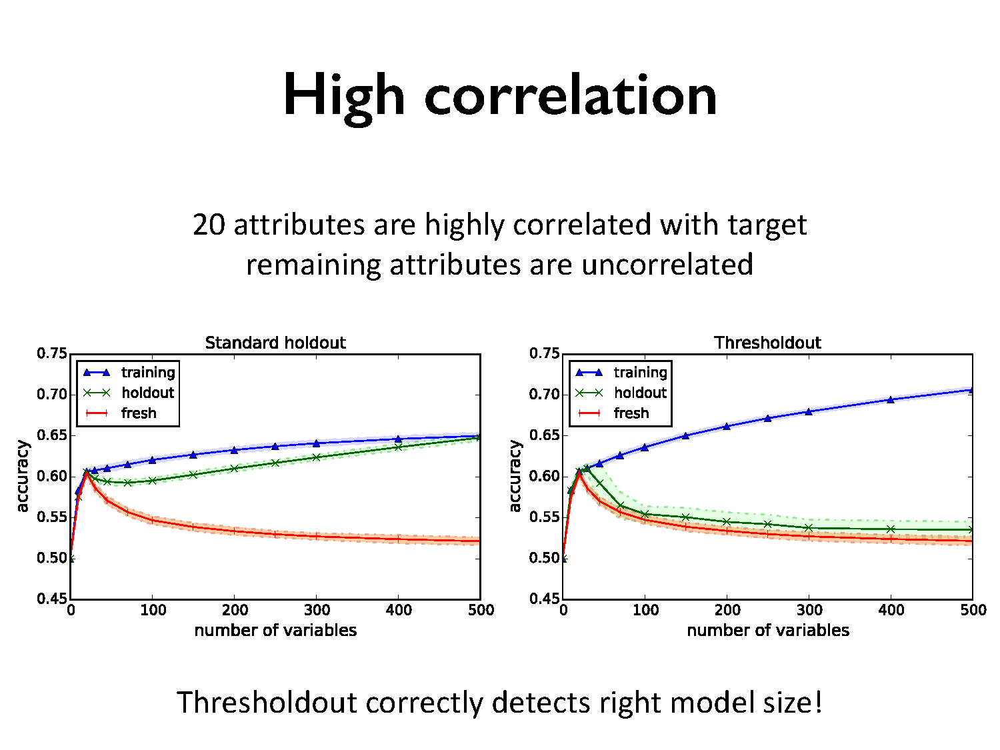 High correlation
20 attributes are highly correlated with target
remaining attributes are uncorrelated
Standard holdout
0.75
0.70
0.65
0.60
0.55
0.50
0.45
accuracy
training
holdout
fresh
0 100 200 300 400 500
number of variables
Thresholdout
0.75
0.70
0.65
0.60
0.55
0.50
0.45
accuracy
training
holdout
fresh
0 100 200 300 400 500
number of variables
Thresholdout correctly detects right model size!